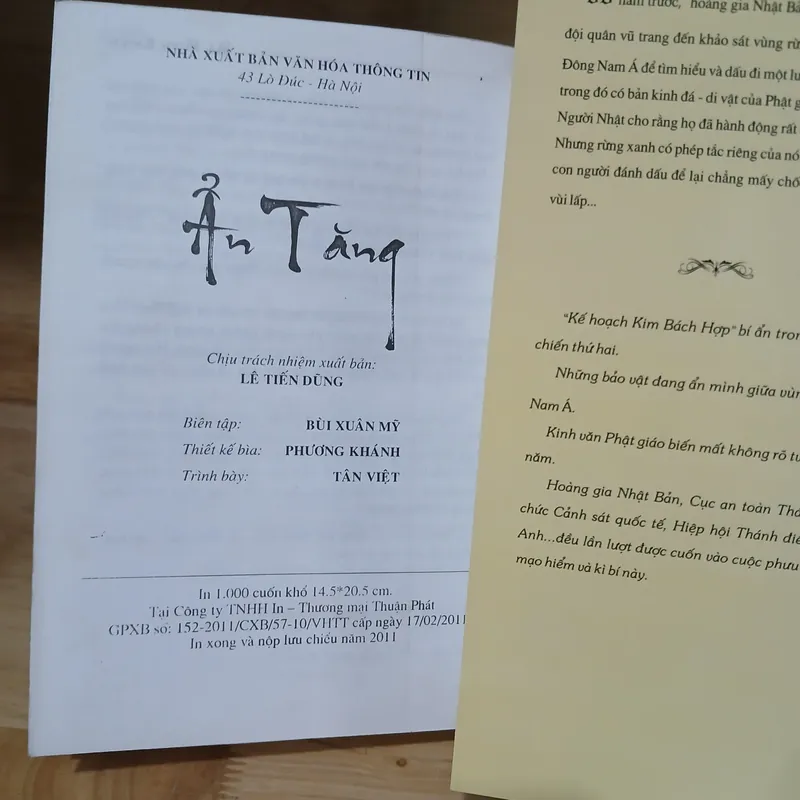 NHÀ XUẤT BẢN VĂN HÓA THÔNG TIN
43 Lò Đúc - Hà Nội
Ẩn Tăng
Chịu trách nhiệm xuất bản:
LÊ TIẾN DŨNG
Biên tập: BÙI XUÂN MỸ
Thiết kế bìa: PHƯƠNG KHÁNH
Trình bày: TÂN VIỆT
In 1.000 cuốn khổ 14.5*20.5 cm.
Tại Công ty TNHH In – Thương mại Thuận Phát
GPXB số: 152-2011/CXB/57-10/VHTT cấp ngày 17/02/2011
In xong và nộp lưu chiểu năm 2011
năm trước, hoàng gia Nhật
đội quân vũ trang đến khảo sát vùng
Đông Nam Á để tìm hiểu và dấu đi một
trong đó có bản kinh đá - di vật của Phật
Người Nhật cho rằng họ đã hành động rất
Nhưng rừng xanh có phép tắc riêng của nó
con người đánh dấu để lại chẳng mấy
vùi lấp...
"Kế hoạch Kim Bách Hợp" bí ẩn
chiến thứ hai.
Những bảo vật đang ẩn mình giữa
Nam Á.
Kinh văn Phật giáo biến mất không rõ
năm.
Hoàng gia Nhật Bản, Cục an toàn
chức Cảnh sát quốc tế, Hiệp hội Thánh
Anh...đều lần lượt được cuốn vào cuộc
mạo hiểm và kì bí này.